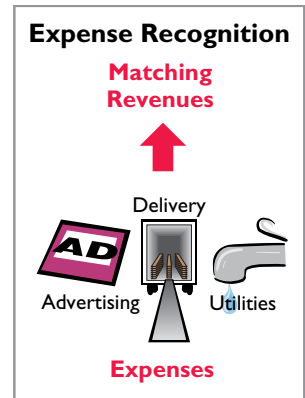 Expense Recognition
Matching
Revenues
Delivery
AD
Advertising
Utilities
Expenses